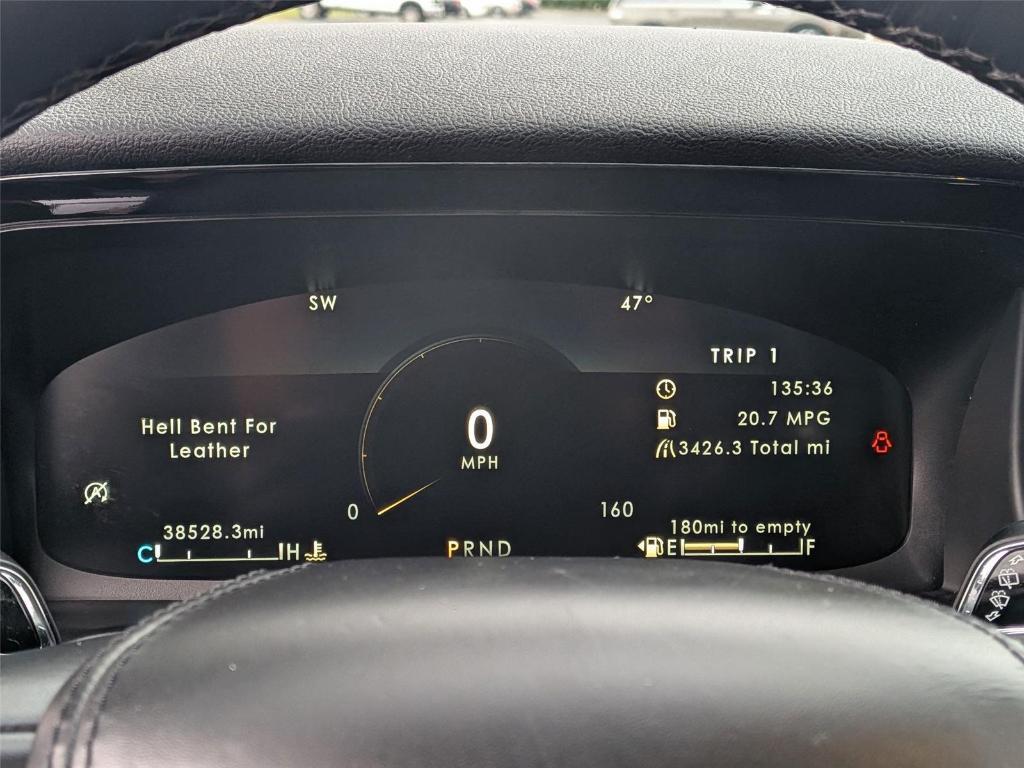 SW
47°
TRIP 1
135:36
20.7 MPG
3426.3 Total mi
Hell Bent For
Leather
0
MPH
0
160
38528.3mi
C H
PRND
180mi to empty
E F